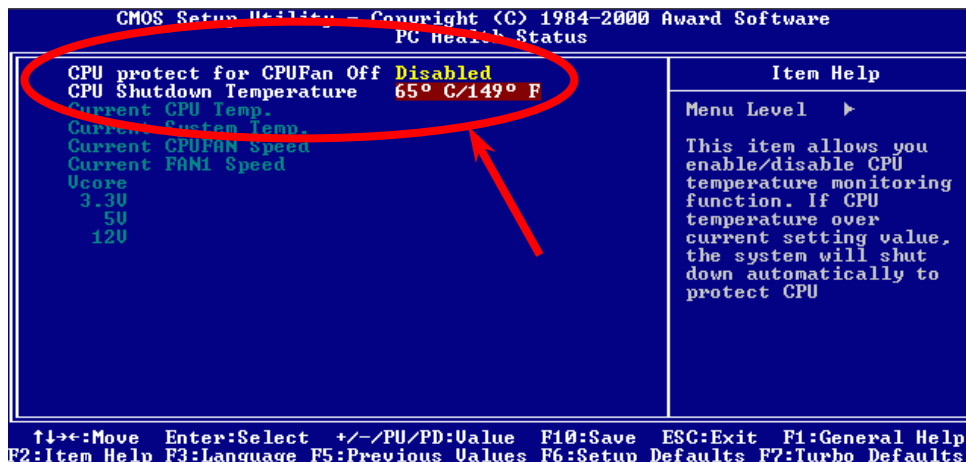 CMOS Setup Utility - Copyright (C) 1984-2000 Award Software
PC Health Status
CPU protect for CPUFan Off Disabled
CPU Shutdown Temperature 65º C/149º F
Current CPU Temp.
Current System Temp.
Current CPUFAN Speed
Current FAN1 Speed
Vcore
3.3V
5V
12V
Item Help
Menu Level ►
This item allows you
enable/disable CPU
temperature monitoring
function. If CPU
temperature over
current setting value,
the system will shut
down automatically to
protect CPU
↑↓→←:Move Enter:Select +/-/PU/PD:Value F10:Save ESC:Exit F1:General Help
F2:Item Help F3:Language F5:Previous Values F6:Setup Defaults F7:Turbo Defaults